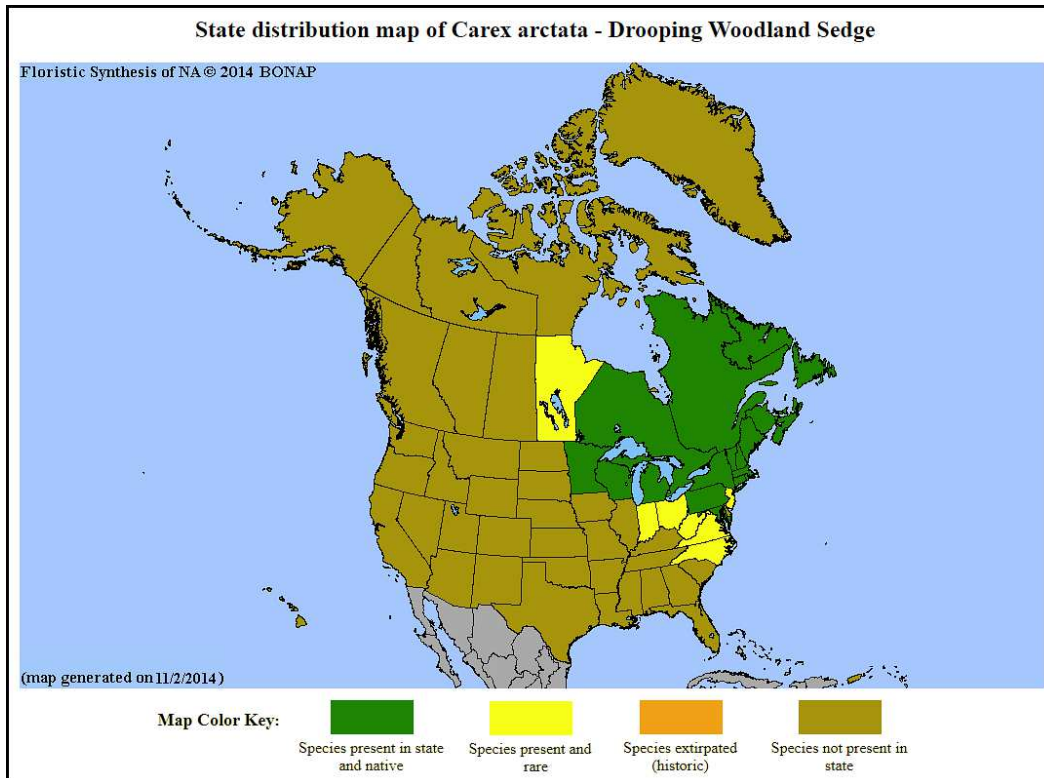 State distribution map of Carex arctata - Drooping Woodland Sedge
Floristic Synthesis of NA © 2014 BONAP
(map generated on 11/2/2014)
Map Color Key:
Species present in state
and native
Species present and
rare
Species extirpated
(historic)
Species not present in
state